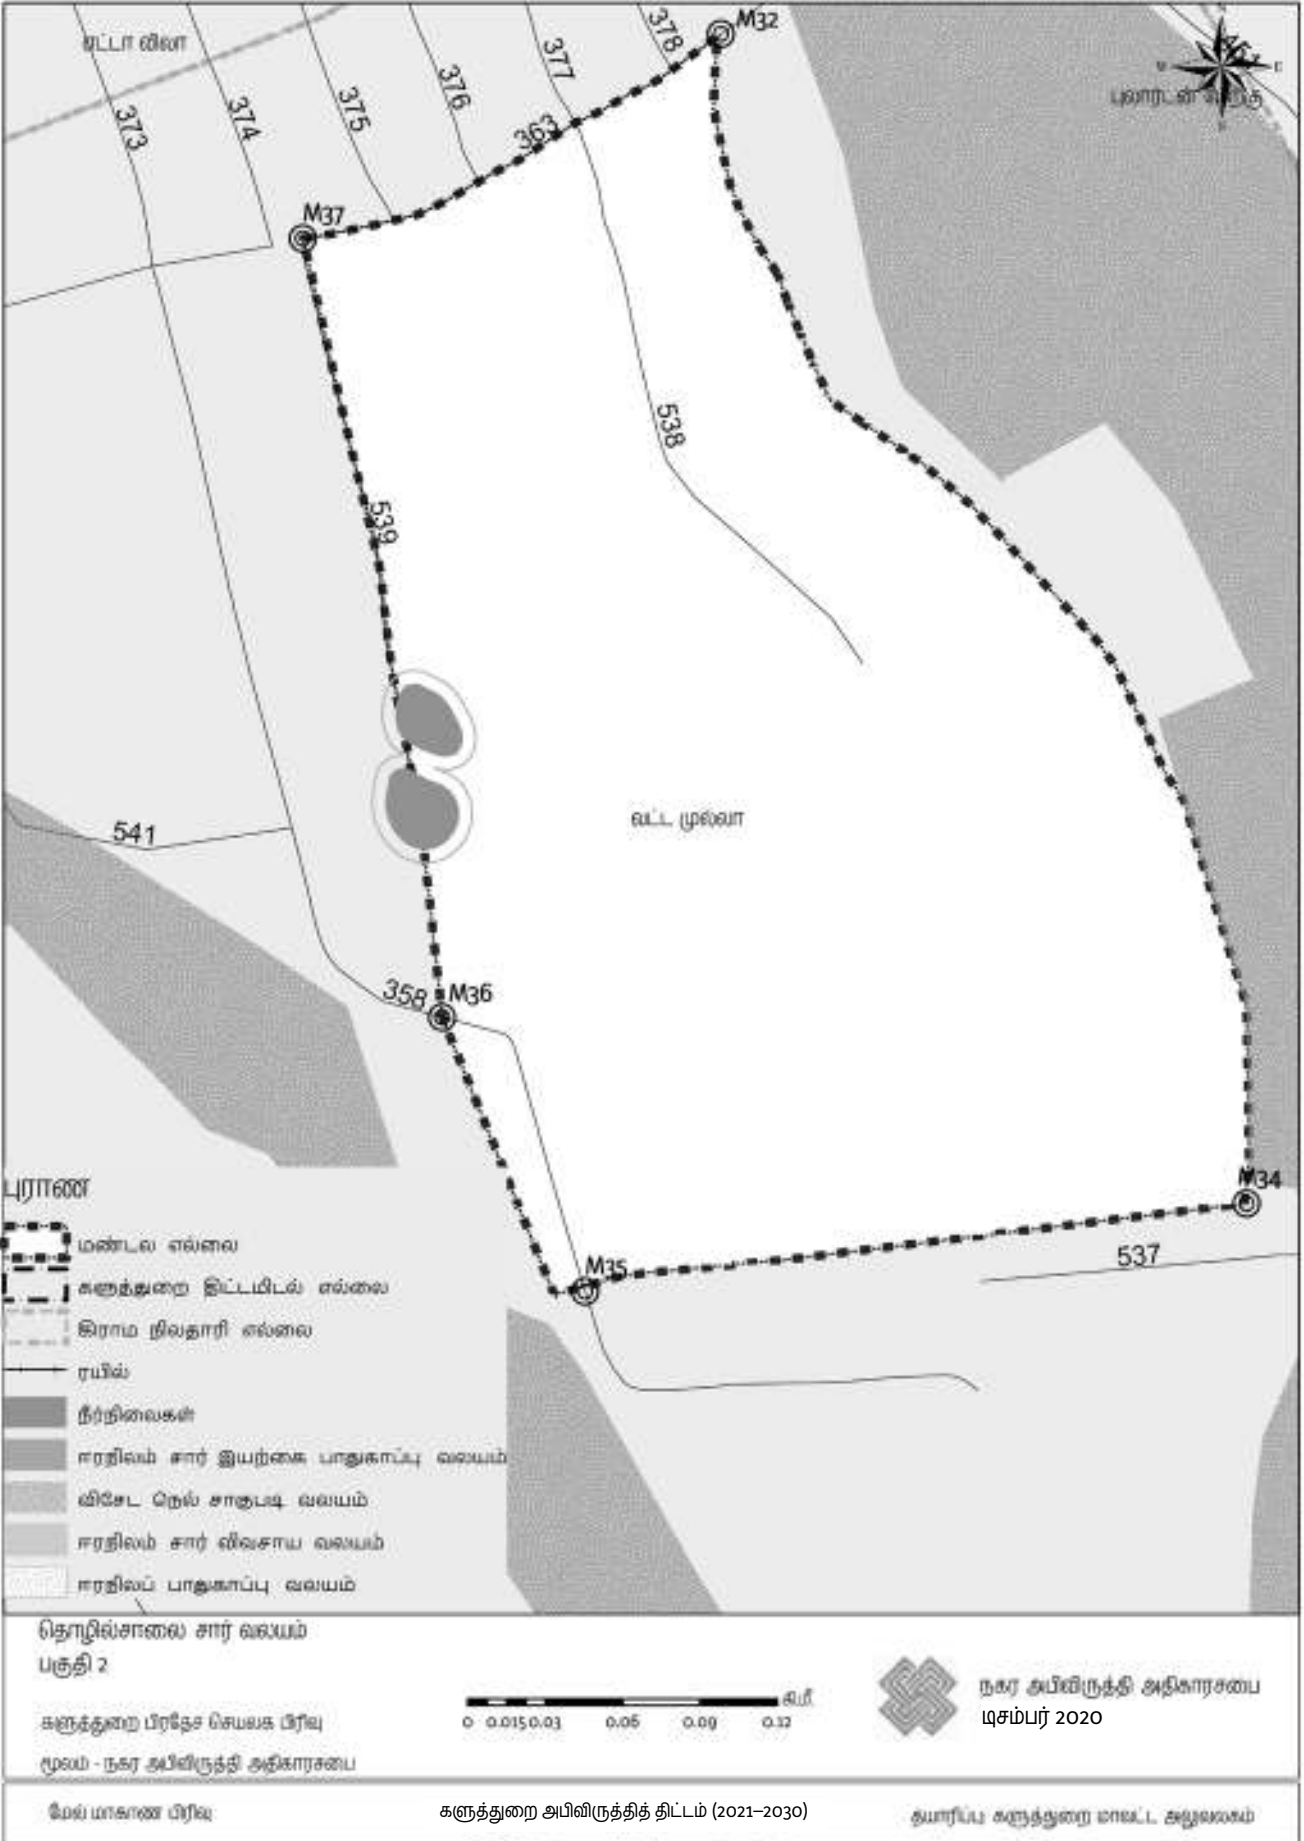 M32
378
377
376
375
374
373
363
461
W
E
M37
538
539
வட்ட முல்லா
541
358
M36
M34
M35
537
புராண
மண்டல எல்லை
களுத்துறை திட்டமிடல் எல்லை
கிராம நிலதாரி எல்லை
ரயில்
நீர்நிலைகள்
ஈரநிலம் சார் இயற்கை பாதுகாப்பு வலயம்
விசேட நெல் சாகுபடி வலயம்
ஈரநிலம் சார் விவசாய வலயம்
ஈரநிலப் பாதுகாப்பு வலயம்
தொழில்சாலை சார் வலயம்
பகுதி 2
களுத்துறை பிரதேச செயலக பிரிவு
மூலம் - நகர அபிவிருத்தி அதிகாரசபை
கி.மீ.
0 0.015 0.03 0.06 0.09 0.12
நகர அபிவிருத்தி அதிகாரசபை
டிசம்பர் 2020
மேல் மாகாண பிரிவு
களுத்துறை அபிவிருத்தித் திட்டம் (2021–2030)
தயாரிப்பு களுத்துறை மாவட்ட அலுவலகம்